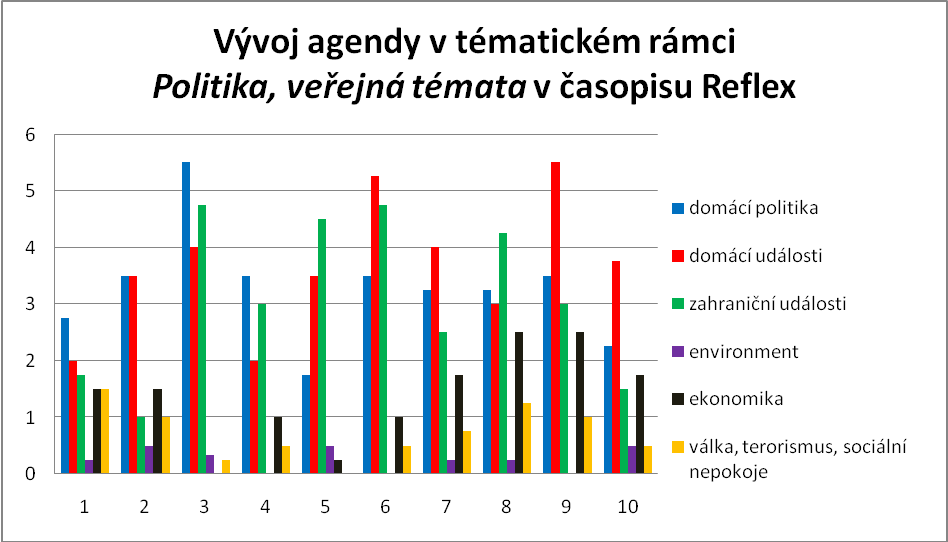 Vývoj agendy v tématickém rámci
Politika, veřejná témata v časopisu Reflex
6
5
4
3
2
1
0
1 2 3 4 5 6 7 8 9 10
domácí politika
domácí události
zahraniční události
environment
ekonomika
válka, terorismus, sociální
nepokoje